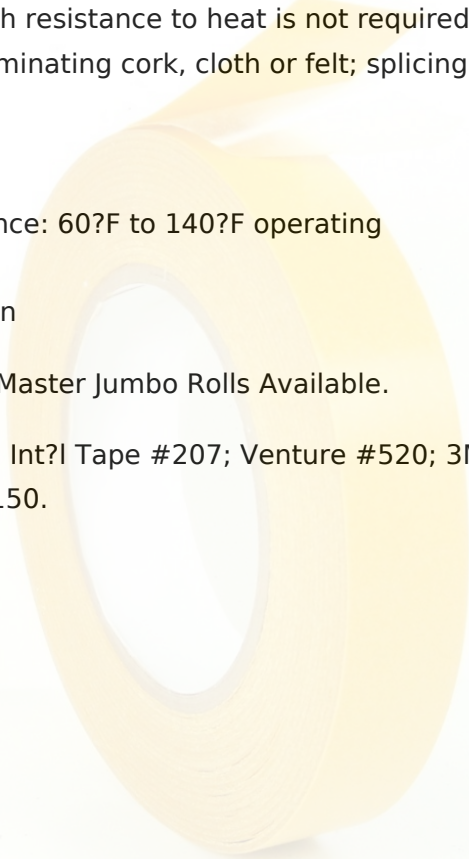 h resistance to heat is not required
minating cork, cloth or felt; splicing
nce: 60?F to 140?F operating
n
Master Jumbo Rolls Available.
Int?l Tape #207; Venture #520; 3M
150.